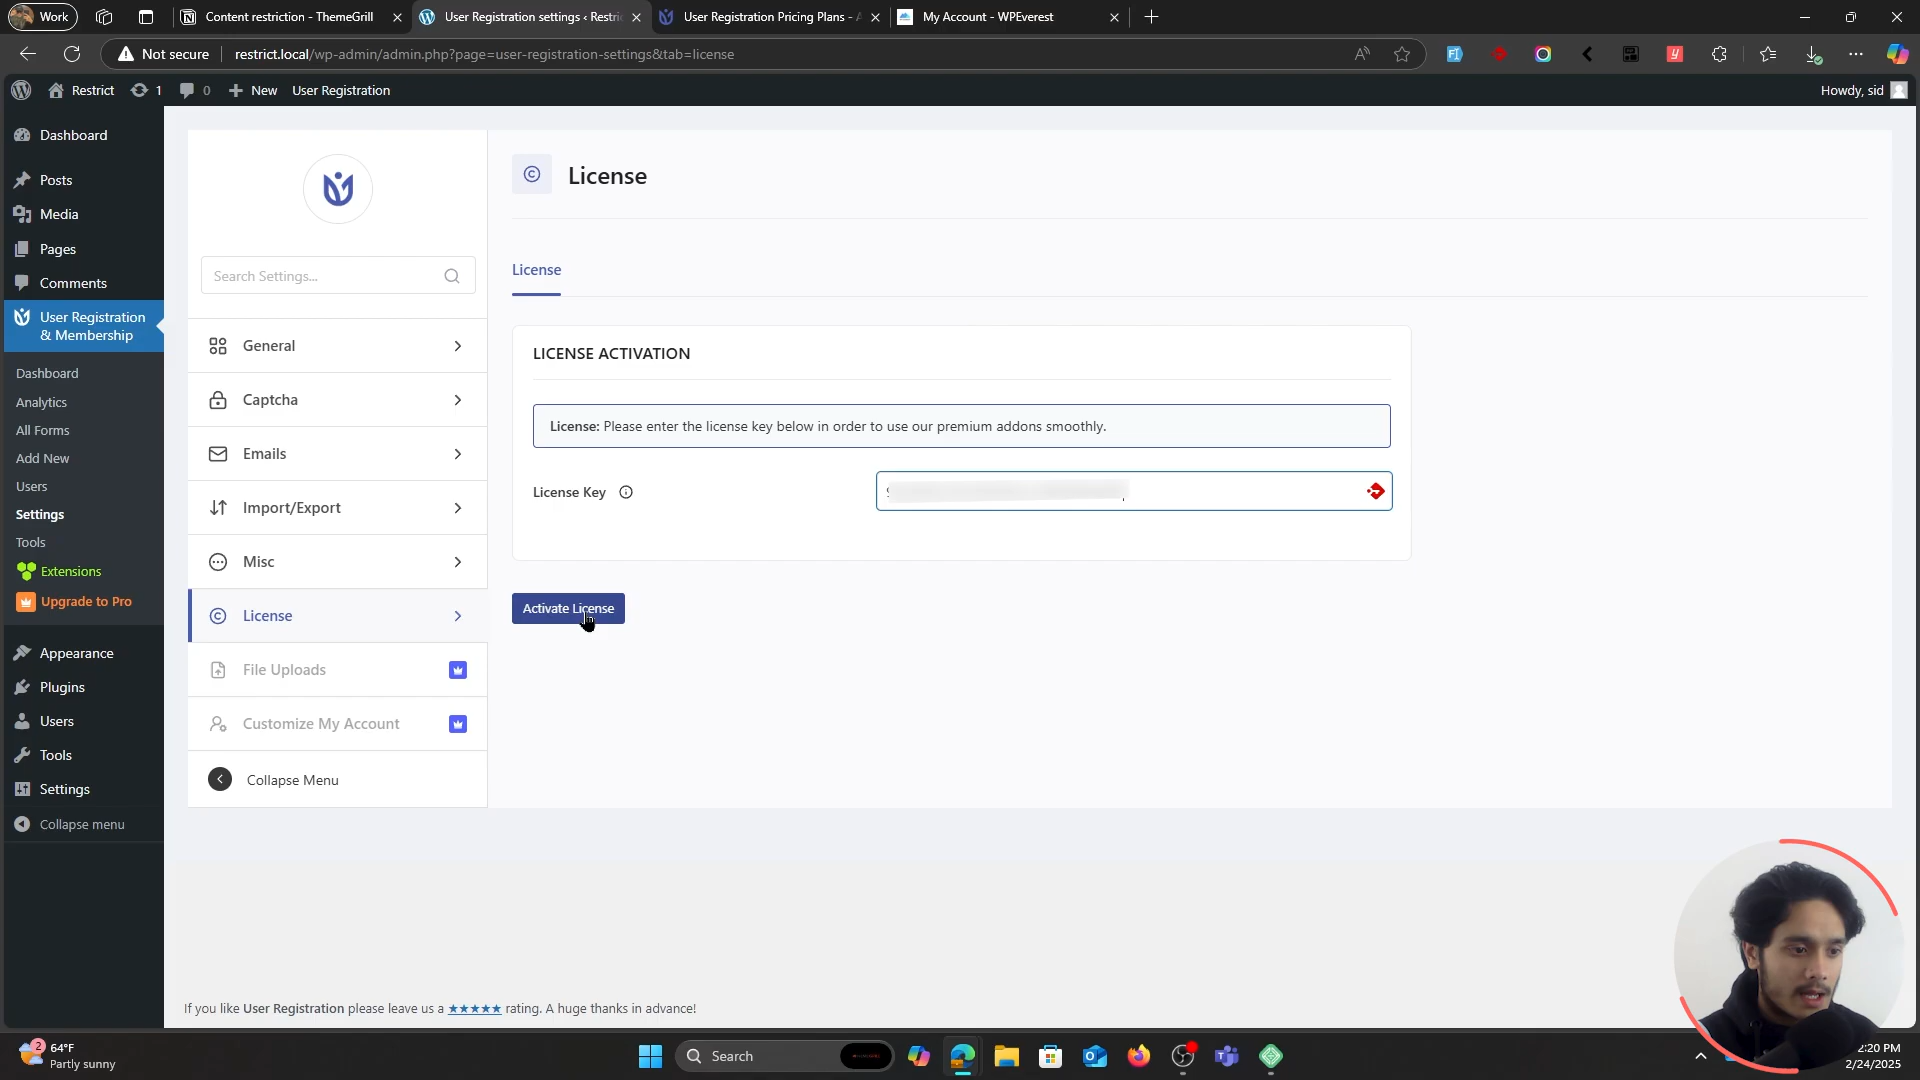 Work
Content restriction - ThemeGrill
User Registration settings ‹ Restri
User Registration Pricing Plans - A
My Account - WPEverest
Not secure
restrict.local/wp-admin/admin.php?page=user-registration-settings&tab=license
Restrict
1
0
New
User Registration
Howdy, sid
Dashboard
Posts
Media
Pages
Comments
User Registration
& Membership
Dashboard
Analytics
All Forms
Add New
Users
Settings
Tools
Extensions
Upgrade to Pro
Appearance
Plugins
Users
Tools
Settings
Collapse menu
Search Settings...
General
Captcha
Emails
Import/Export
Misc
License
File Uploads
Customize My Account
Collapse Menu
License
License
LICENSE ACTIVATION
License: Please enter the license key below in order to use our premium addons smoothly.
License Key
Activate License
If you like User Registration please leave us a ★★★★★ rating. A huge thanks in advance!
2
64°F
Partly sunny
Search
2:20 PM
2/24/2025